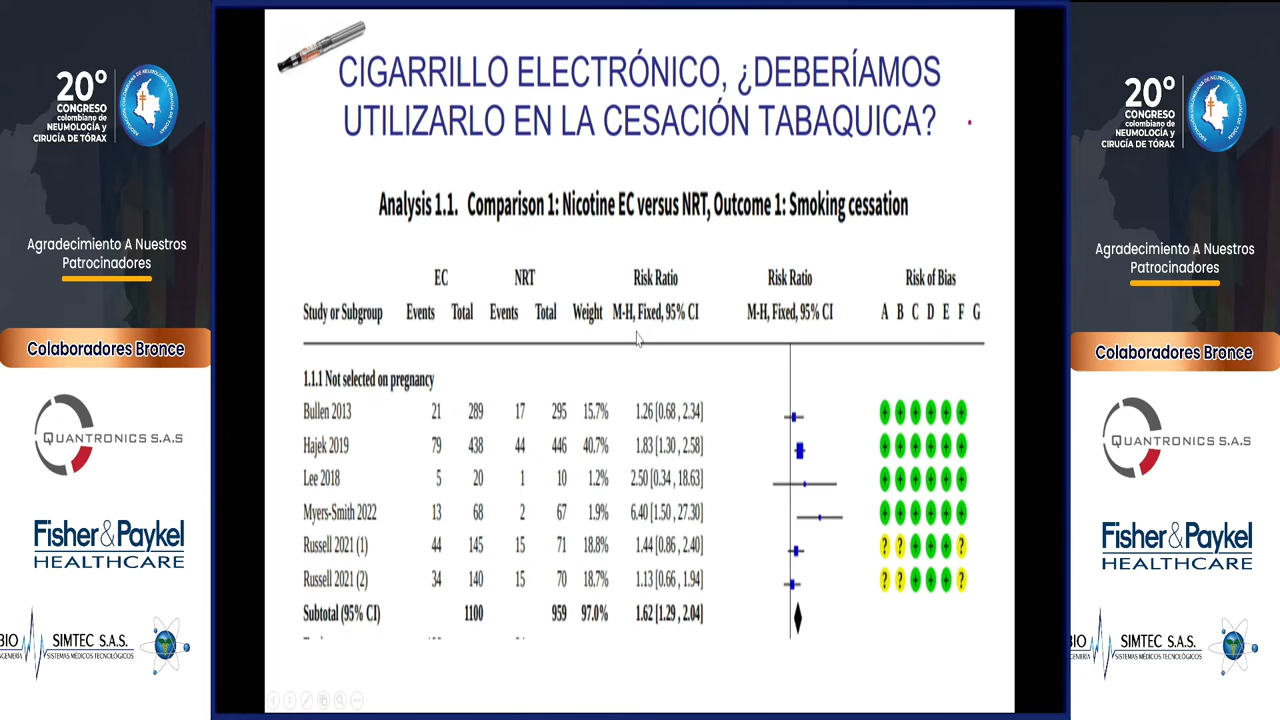 20º
CONGRESO
colombiano de
NEUMOLOGÍA y
CIRUGÍA DE TÓRAX
Agradecimiento A Nuestros
Patrocinadores
Colaboradores Bronce
QUANTRONICS S.A.S
Fisher&Paykel
HEALTHCARE
BIO
INGENIERÍA
SIMTEC S.A.S.
SISTEMAS MÉDICOS TECNOLÓGICOS
CIGARRILLO ELECTRÓNICO, ¿DEBERÍAMOS
UTILIZARLO EN LA CESACIÓN TABAQUICA?
Analysis 1.1. Comparison 1: Nicotine EC versus NRT, Outcome 1: Smoking cessation
EC NRT Risk Ratio Risk Ratio Risk of Bias
Study or Subgroup Events Total Events Total Weight M-H, Fixed, 95% CI M-H, Fixed, 95% CI A B C D E F G
1.1.1 Not selected on pregnancy
Bullen 2013 21 289 17 295 15.7% 1.26 [0.68 , 2.34] + + + + + +
Hajek 2019 79 438 44 446 40.7% 1.83 [1.30 , 2.58] + + + + + +
Lee 2018 5 20 1 10 1.2% 2.50 [0.34 , 18.63] + + + + + +
Myers-Smith 2022 13 68 2 67 1.9% 6.40 [1.50 , 27.30] + + + + + +
Russell 2021 (1) 44 145 15 71 18.8% 1.44 [0.86 , 2.40] ? ? + + + ?
Russell 2021 (2) 34 140 15 70 18.7% 1.13 [0.66 , 1.94] ? ? + + + ?
Subtotal (95% CI) 1100 959 97.0% 1.62 [1.29 , 2.04]
20º
CONGRESO
colombiano de
NEUMOLOGÍA y
CIRUGÍA DE TÓRAX
Agradecimiento A Nuestros
Patrocinadores
Colaboradores Bronce
QUANTRONICS S.A.S
Fisher&Paykel
HEALTHCARE
BIO
INGENIERÍA
SIMTEC S.A.S.
SISTEMAS MÉDICOS TECNOLÓGICOS